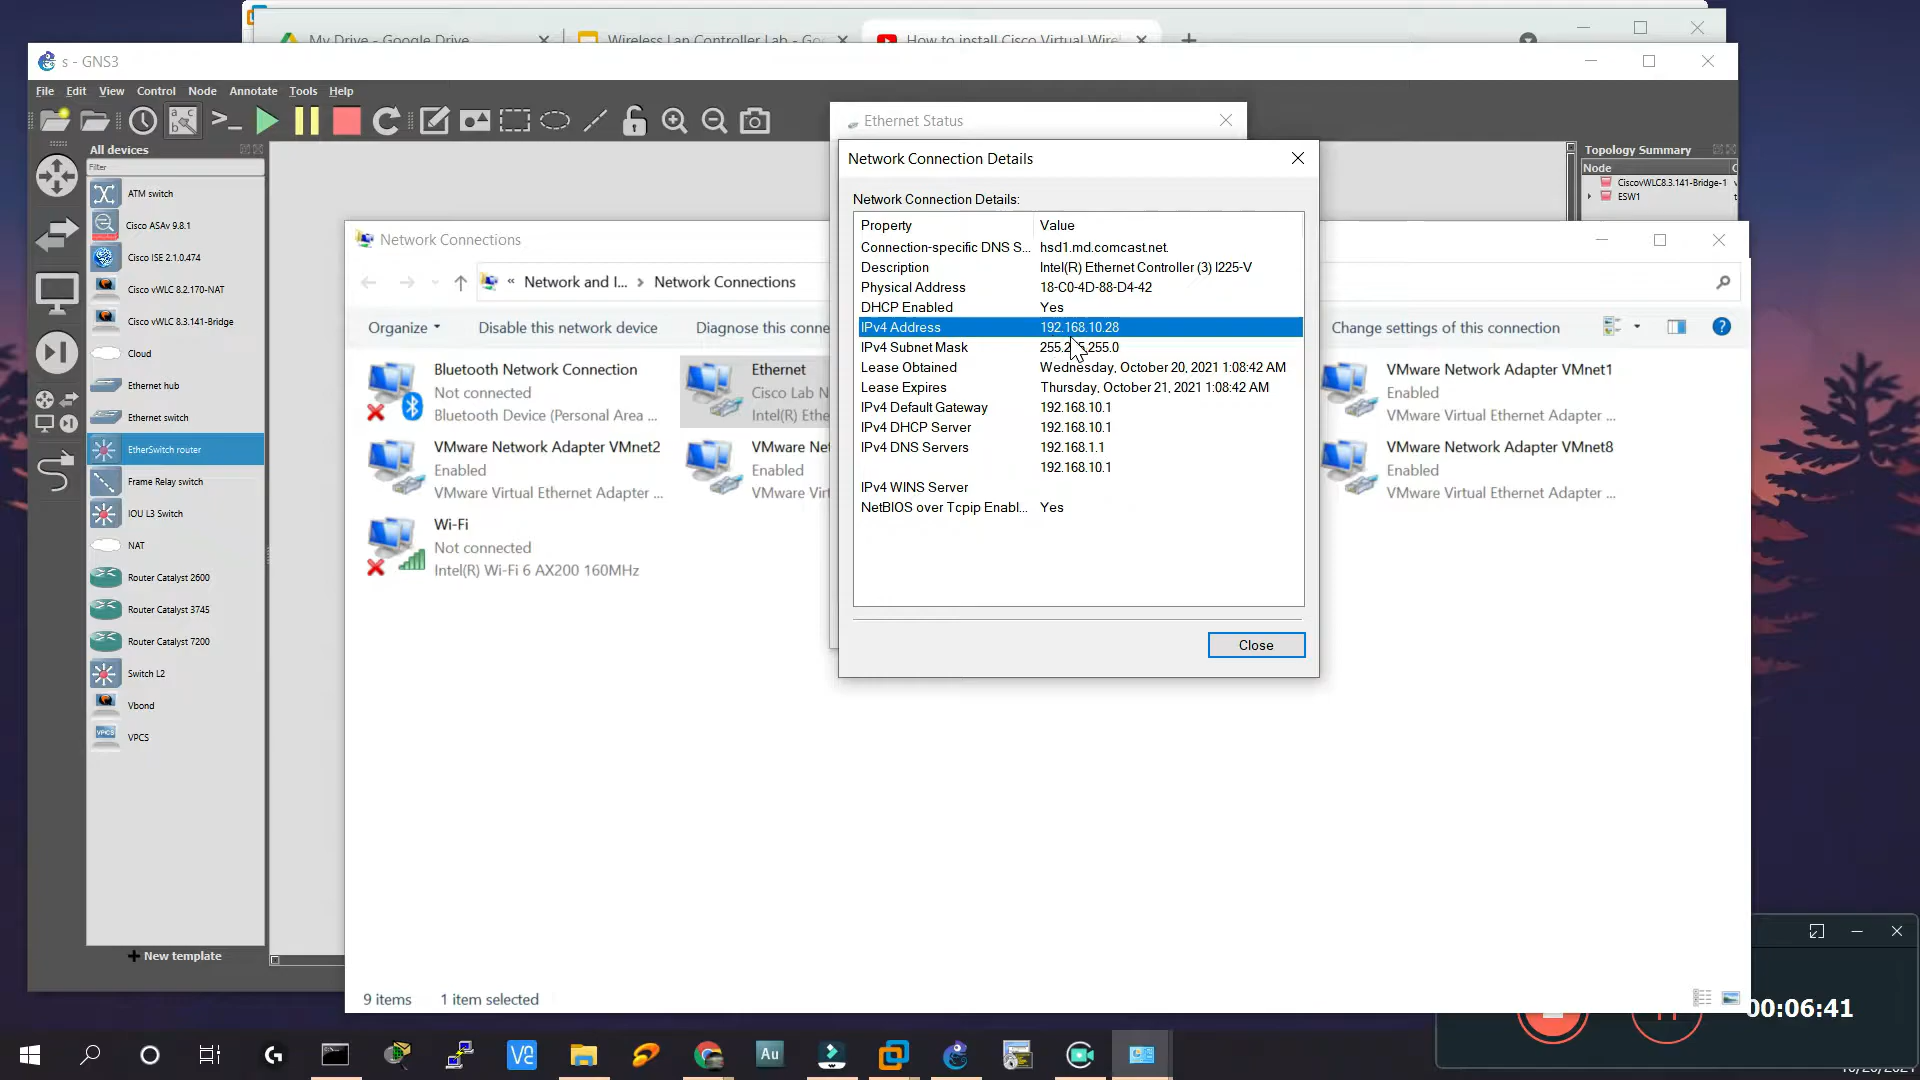 My Drive - Google Drive
Wireless Lan Controller Lab - Go
How to install Cisco Virtual Wire
s - GNS3
File Edit View Control Node Annotate Tools Help
All devices
Filter
ATM switch
Cisco ASAv 9.8.1
Cisco ISE 2.1.0.474
Cisco vWLC 8.2.170-NAT
Cisco vWLC 8.3.141-Bridge
Cloud
Ethernet hub
Ethernet switch
EtherSwitch router
Frame Relay switch
IOU L3 Switch
NAT
Router Catalyst 2600
Router Catalyst 3745
Router Catalyst 7200
Switch L2
Vbond
VPCS
New template
Topology Summary
Node
CiscovWLC8.3.141-Bridge-1
ESW1
Network Connections
« Network and I... > Network Connections
Organize
Disable this network device
Diagnose this conne
Change settings of this connection
Bluetooth Network Connection
Not connected
Bluetooth Device (Personal Area ...
Ethernet
Cisco Lab N
Intel(R) Ethe
VMware Network Adapter VMnet1
Enabled
VMware Virtual Ethernet Adapter ...
VMware Network Adapter VMnet2
Enabled
VMware Virtual Ethernet Adapter ...
VMware Ne
Enabled
VMware Virt
VMware Network Adapter VMnet8
Enabled
VMware Virtual Ethernet Adapter ...
Wi-Fi
Not connected
Intel(R) Wi-Fi 6 AX200 160MHz
9 items 1 item selected
Ethernet Status
Network Connection Details
Network Connection Details:
Property Value
Connection-specific DNS S... hsd1.md.comcast.net.
Description Intel(R) Ethernet Controller (3) I225-V
Physical Address 18-C0-4D-88-D4-42
DHCP Enabled Yes
IPv4 Address 192.168.10.28
IPv4 Subnet Mask 255.255.255.0
Lease Obtained Wednesday, October 20, 2021 1:08:42 AM
Lease Expires Thursday, October 21, 2021 1:08:42 AM
IPv4 Default Gateway 192.168.10.1
IPv4 DHCP Server 192.168.10.1
IPv4 DNS Servers 192.168.1.1
192.168.10.1
IPv4 WINS Server
NetBIOS over Tcpip Enabl... Yes
Close
00:06:41
Au